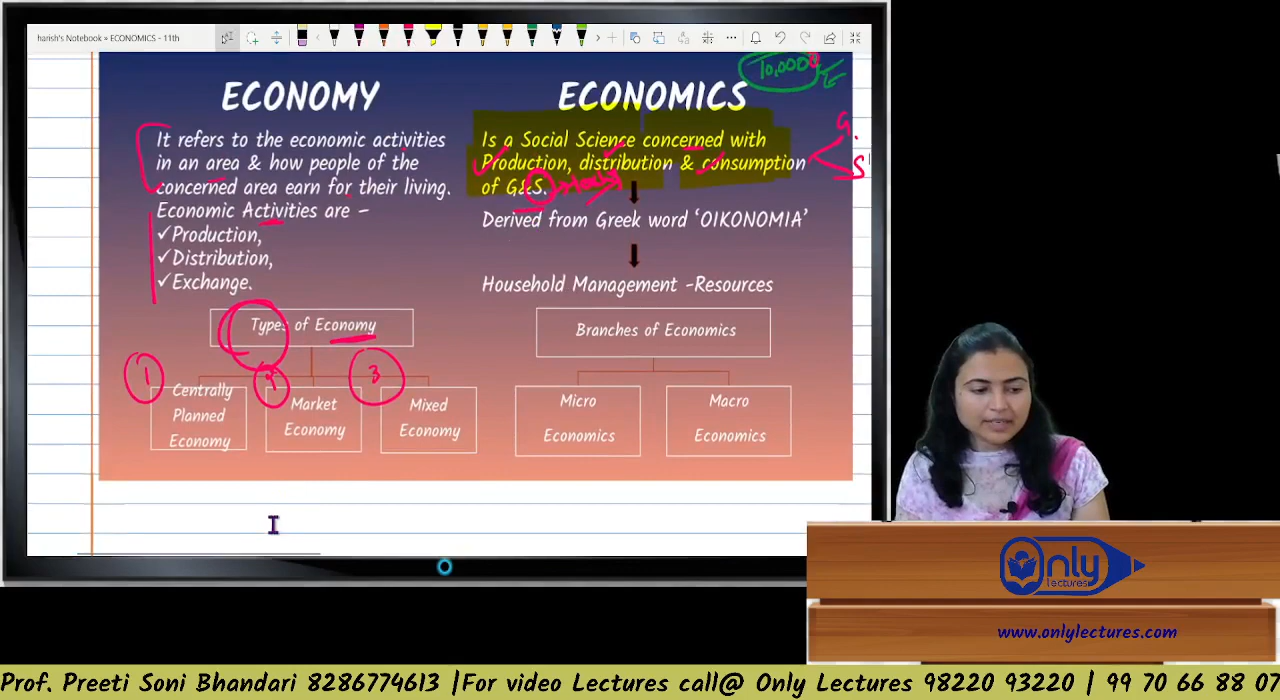 harish's Notebook » ECONOMICS - 11th
10,000
ECONOMY
It refers to the economic activities
in an area & how people of the
concerned area earn for their living.
Economic Activities are –
✓Production,
✓Distribution,
✓Exchange.
Types of Economy
1
2
3
Centrally
Planned
Economy
Market
Economy
Mixed
Economy
ECONOMICS
Is a Social Science concerned with
Production, distribution & consumption
of G&S.
G.
S
Derived from Greek word ‘OIKONOMIA’
Household Management -Resources
Branches of Economics
Micro
Economics
Macro
Economics
Only
lectures
www.onlylectures.com
Prof. Preeti Soni Bhandari 8286774613 |For video Lectures call@ Only Lectures 98220 93220 | 99 70 66 88 07